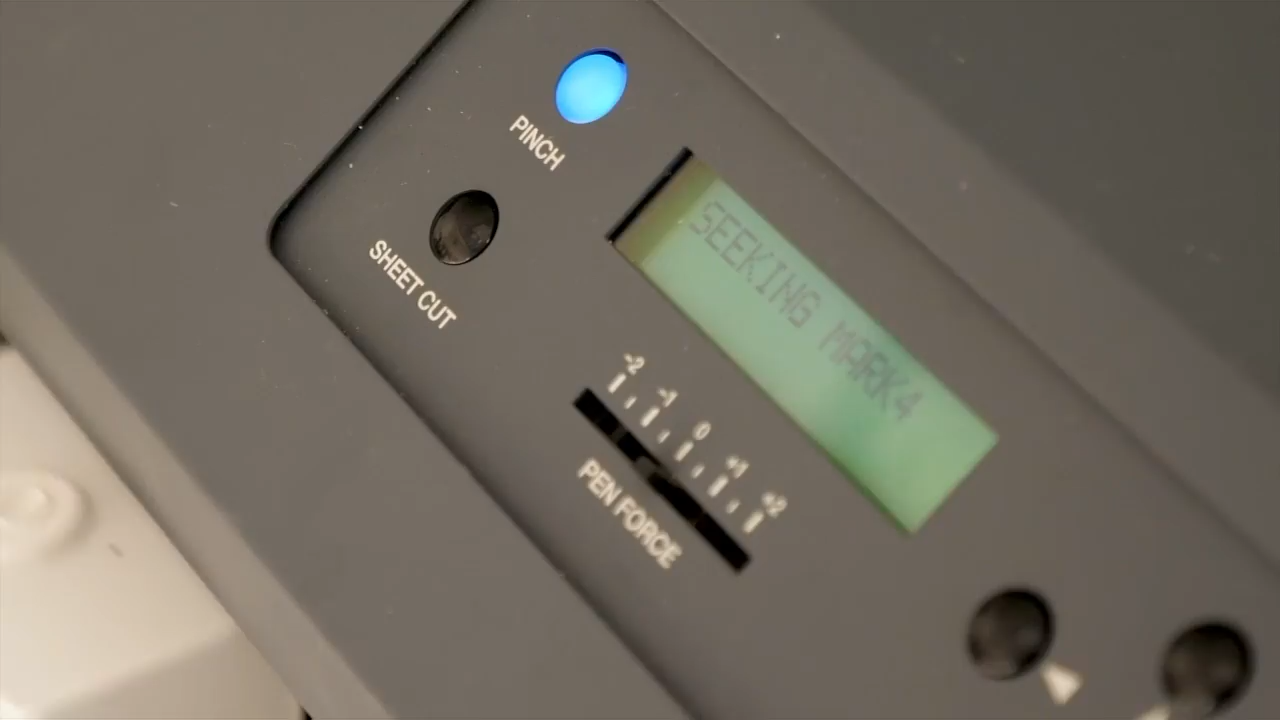 PINCH
SEEKING MARK4
SHEET CUT
-2 -1 0 +1 +2
PEN FORCE